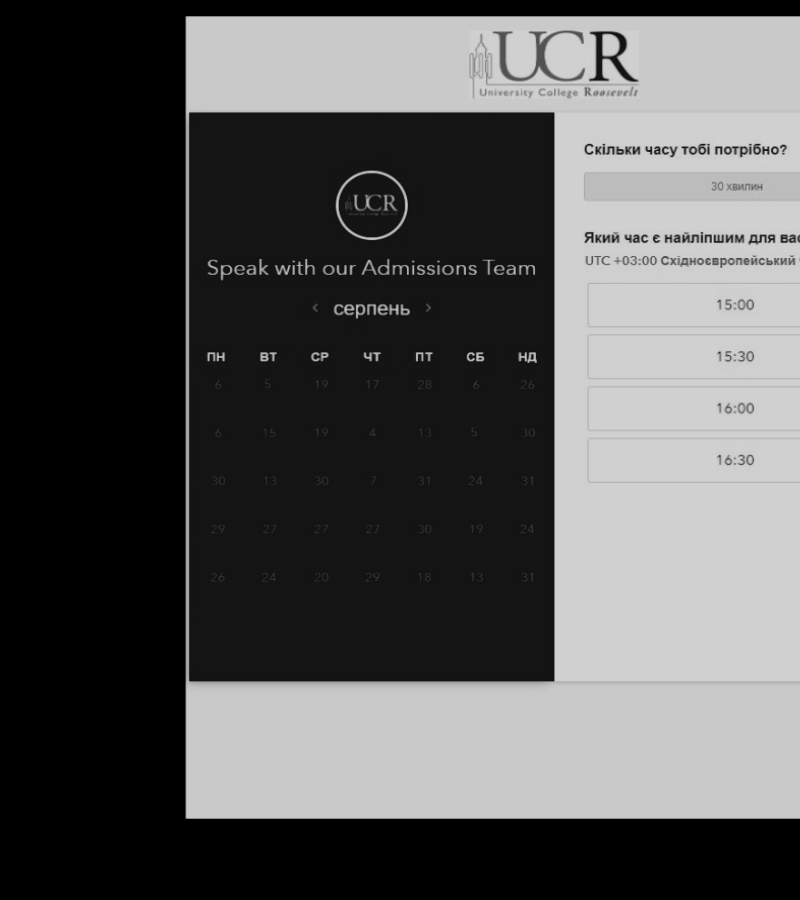 UCR
University College Roosevelt
UCR
Speak with our Admissions Team
‹ серпень ›
ПН ВТ СР ЧТ ПТ СБ НД
6 5 19 17 28 6 26
6 15 19 4 13 5 30
30 13 30 7 31 24 31
29 27 27 27 30 19 24
26 24 20 29 18 13 31
Скільки часу тобі потрібно?
30 хвилин
Який час є найліпшим для вас
UTC +03:00 Східноєвропейський
15:00
15:30
16:00
16:30